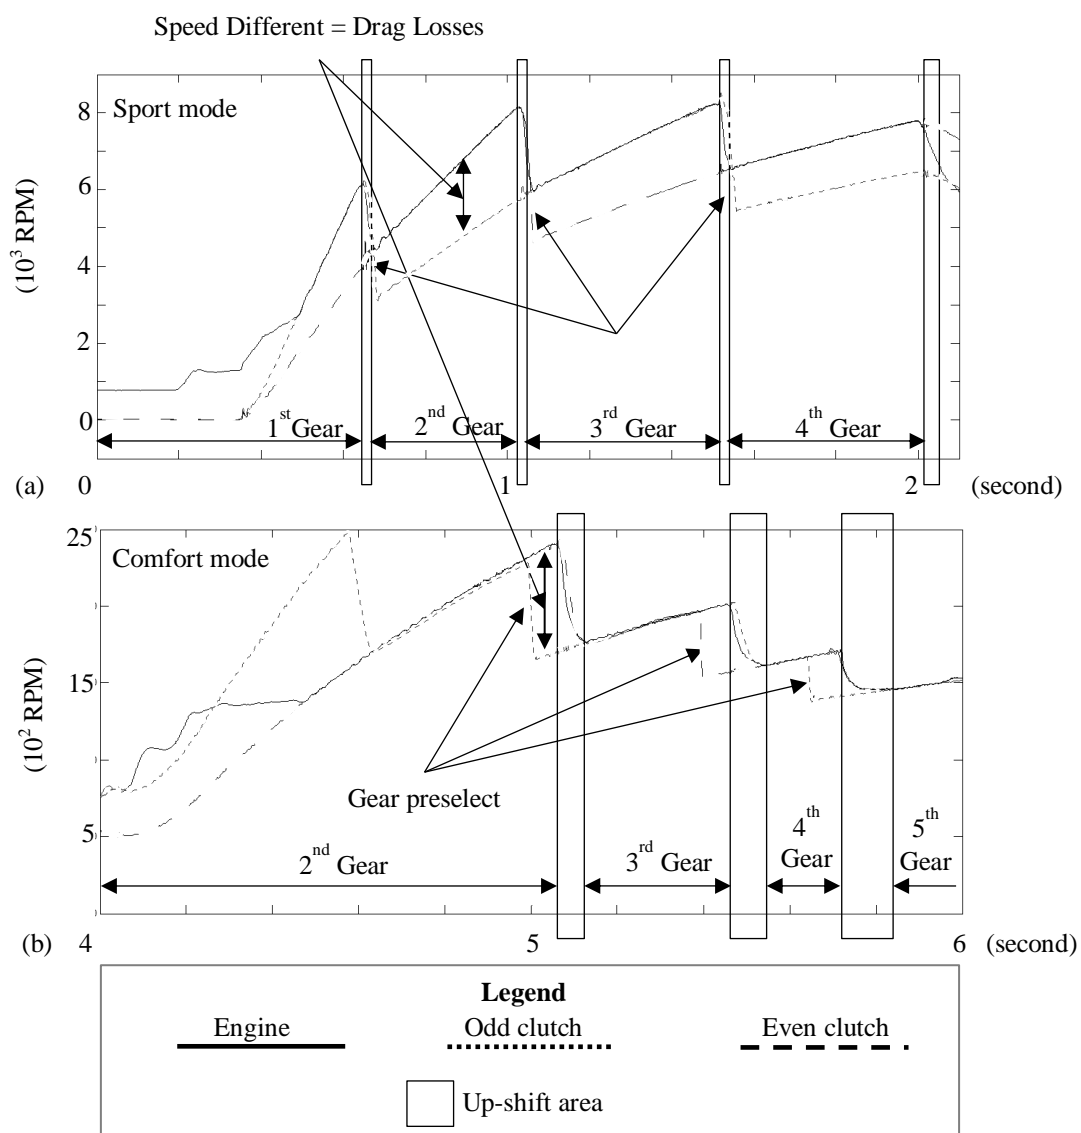 Speed Different = Drag Losses
Sport mode
(10³ RPM)
8
6
4
2
0
1st Gear
2nd Gear
3rd Gear
4th Gear
(a)
0
1
2
(second)
Comfort mode
(10² RPM)
25
15
5
Gear preselect
2nd Gear
3rd Gear
4th
Gear
5th
Gear
(b)
4
5
6
(second)
Legend
Engine
Odd clutch
Even clutch
Up-shift area